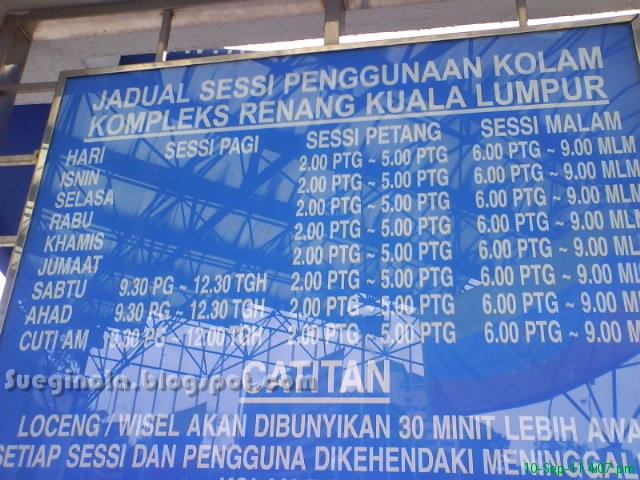 JADUAL SESSI PENGGUNAAN KOLAM
KOMPLEKS RENANG KUALA LUMPUR
HARI SESSI PAGI SESSI PETANG SESSI MALAM
ISNIN 2.00 PTG ~ 5.00 PTG 6.00 PTG ~ 9.00 MLM
SELASA 2.00 PTG ~ 5.00 PTG 6.00 PTG ~ 9.00 MLM
RABU 2.00 PTG ~ 5.00 PTG 6.00 PTG ~ 9.00 MLM
KHAMIS 2.00 PTG ~ 5.00 PTG 6.00 PTG ~ 9.00 MLM
JUMAAT 2.00 PTG ~ 5.00 PTG 6.00 PTG ~ 9.00 MLM
SABTU 9.30 PG ~ 12.30 TGH 2.00 PTG ~ 5.00 PTG 6.00 PTG ~ 9.00 ML
AHAD 9.30 PG ~ 12.30 TGH 2.00 PTG ~ 5.00 PTG 6.00 PTG ~ 9.00 M
CUTI AM 9.30 PG ~ 12.00 TGH 2.00 PTG ~ 5.00 PTG 6.00 PTG ~ 9.00 M
CATITAN
LOCENG / WISEL AKAN DIBUNYIKAN 30 MINIT LEBIH AWA
SETIAP SESSI DAN PENGGUNA DIKEHENDAKI MENINGGAL
10-Sep-11 4:07 pm